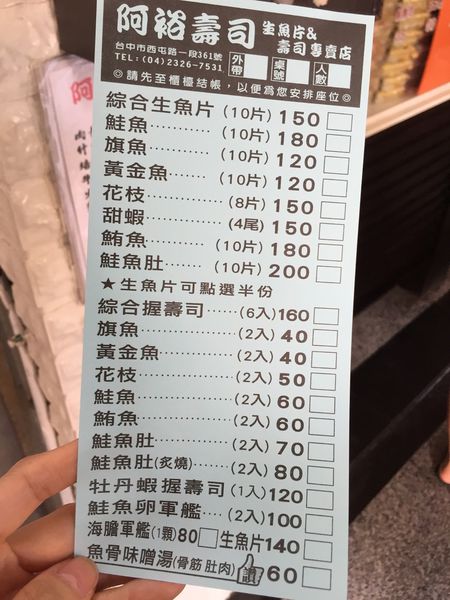 阿裕壽司 生魚片&
壽司專賣店
台中市西屯路一段361號
TEL:(04)2326-7531
外帶 桌號 人數
◎請先至櫃檯結帳，以便為您安排座位◎
綜合生魚片(10片)150
鮭魚………(10片)180
旗魚………(10片)120
黃金魚……(10片)120
花枝………(8片)150
甜蝦………(4尾)150
鮪魚………(10片)180
鮭魚肚……(10片)200
★生魚片可點選半份
綜合握壽司……(6入)160
旗魚…………(2入)40
黃金魚………(2入)40
花枝…………(2入)50
鮭魚…………(2入)60
鮪魚…………(2入)60
鮭魚肚………(2入)70
鮭魚肚(炙燒)……(2入)80
牡丹蝦握壽司(1入)120
鮭魚卵軍艦…(2入)100
海膽軍艦(1顆)80 生魚片140
魚骨味噌湯(骨筋肚肉) 讚 60